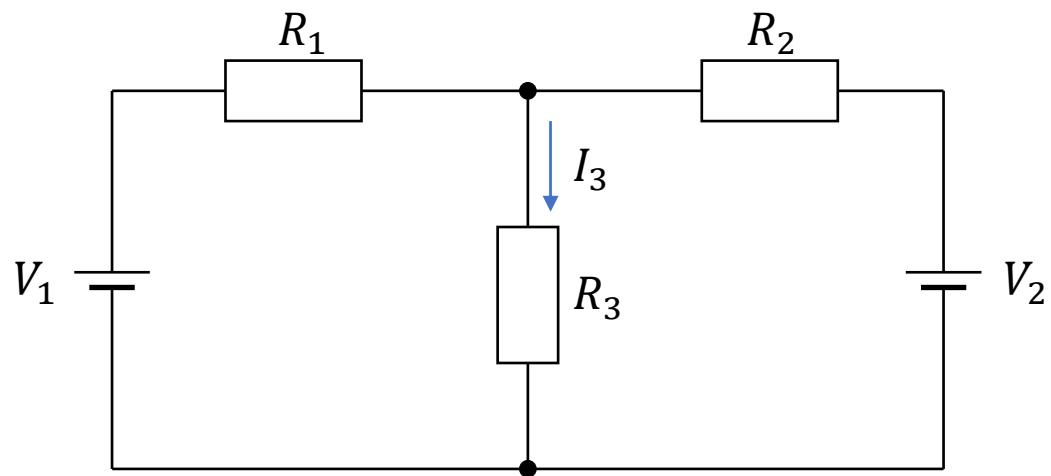 R₁
R₂
I₃
V₁
R₃
V₂